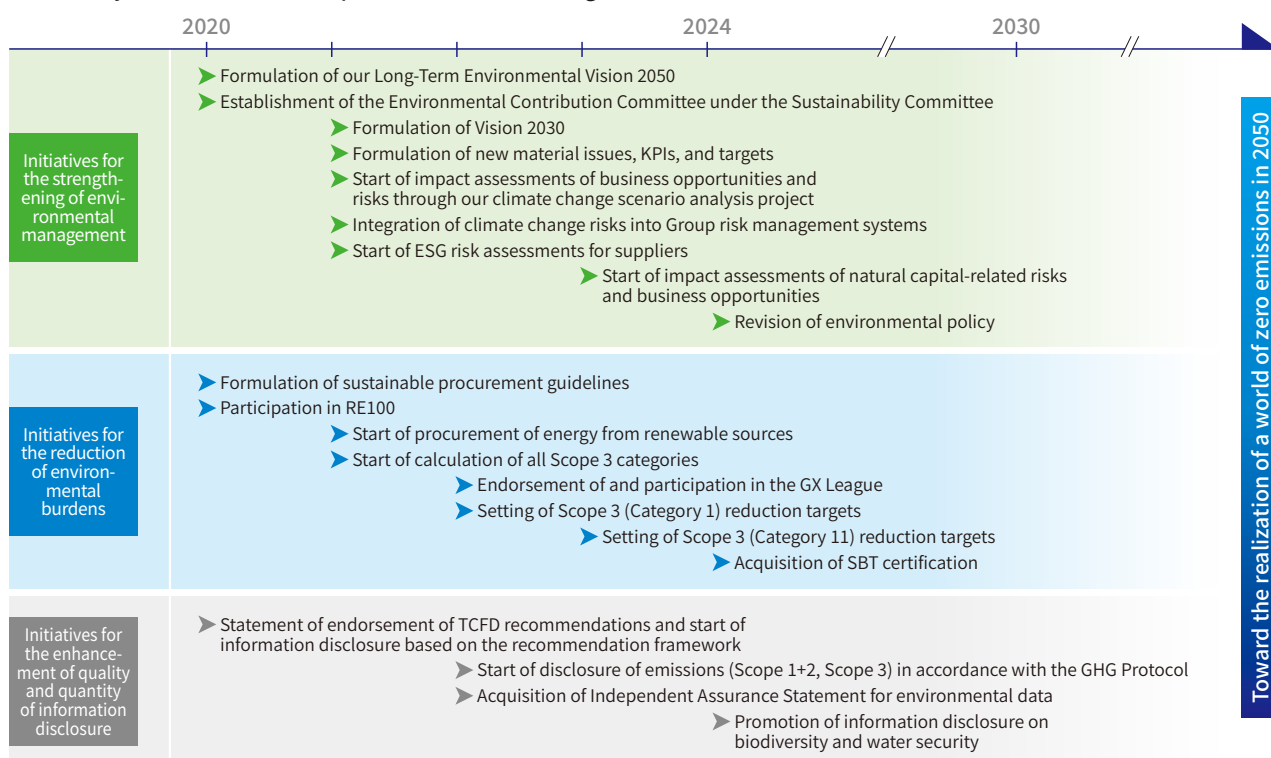 2020
2024
2030
Initiatives for
the strength-
ening of envi-
ronmental
management
Formulation of our Long-Term Environmental Vision 2050
Establishment of the Environmental Contribution Committee under the Sustainability Committee
Formulation of Vision 2030
Formulation of new material issues, KPIs, and targets
Start of impact assessments of business opportunities and
risks through our climate change scenario analysis project
Integration of climate change risks into Group risk management systems
Start of ESG risk assessments for suppliers
Start of impact assessments of natural capital-related risks
and business opportunities
Revision of environmental policy
Initiatives for
the reduction
of environ-
mental
burdens
Formulation of sustainable procurement guidelines
Participation in RE100
Start of procurement of energy from renewable sources
Start of calculation of all Scope 3 categories
Endorsement of and participation in the GX League
Setting of Scope 3 (Category 1) reduction targets
Setting of Scope 3 (Category 11) reduction targets
Acquisition of SBT certification
Initiatives for
the enhance-
ment of quality
and quantity
of information
disclosure
Statement of endorsement of TCFD recommendations and start of
information disclosure based on the recommendation framework
Start of disclosure of emissions (Scope 1+2, Scope 3) in accordance with the GHG Protocol
Acquisition of Independent Assurance Statement for environmental data
Promotion of information disclosure on
biodiversity and water security
Toward the realization of a world of zero emissions in 2050